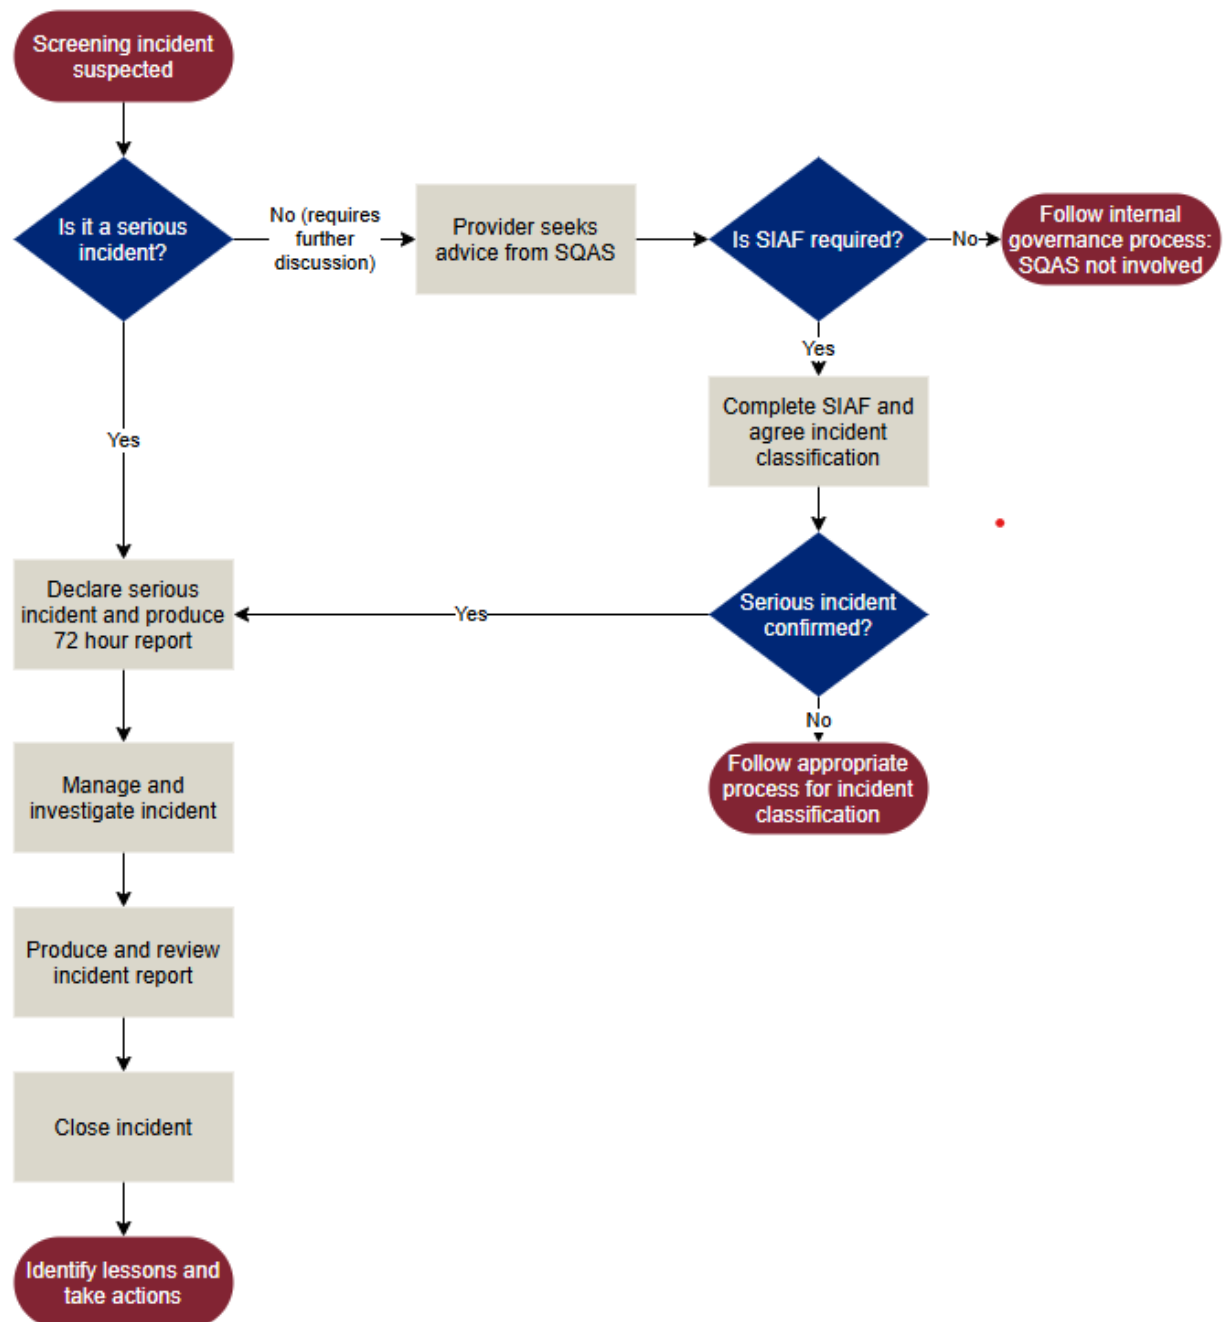 Screening incident
suspected
Is it a serious
incident?
No (requires
further
discussion)
Provider seeks
advice from SQAS
Is SIAF required?
No
Follow internal
governance process:
SQAS not involved
Yes
Complete SIAF and
agree incident
classification
Yes
Serious incident
confirmed?
Yes
Declare serious
incident and produce
72 hour report
No
Follow appropriate
process for incident
classification
Manage and
investigate incident
Produce and review
incident report
Close incident
Identify lessons and
take actions